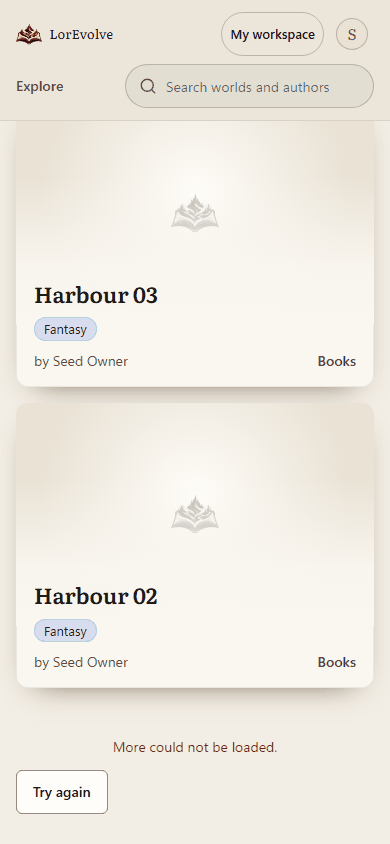 LorEvolve
My workspace
S
Explore
Search worlds and authors
Harbour 03
Fantasy
by Seed Owner
Books
Harbour 02
Fantasy
by Seed Owner
Books
More could not be loaded.
Try again